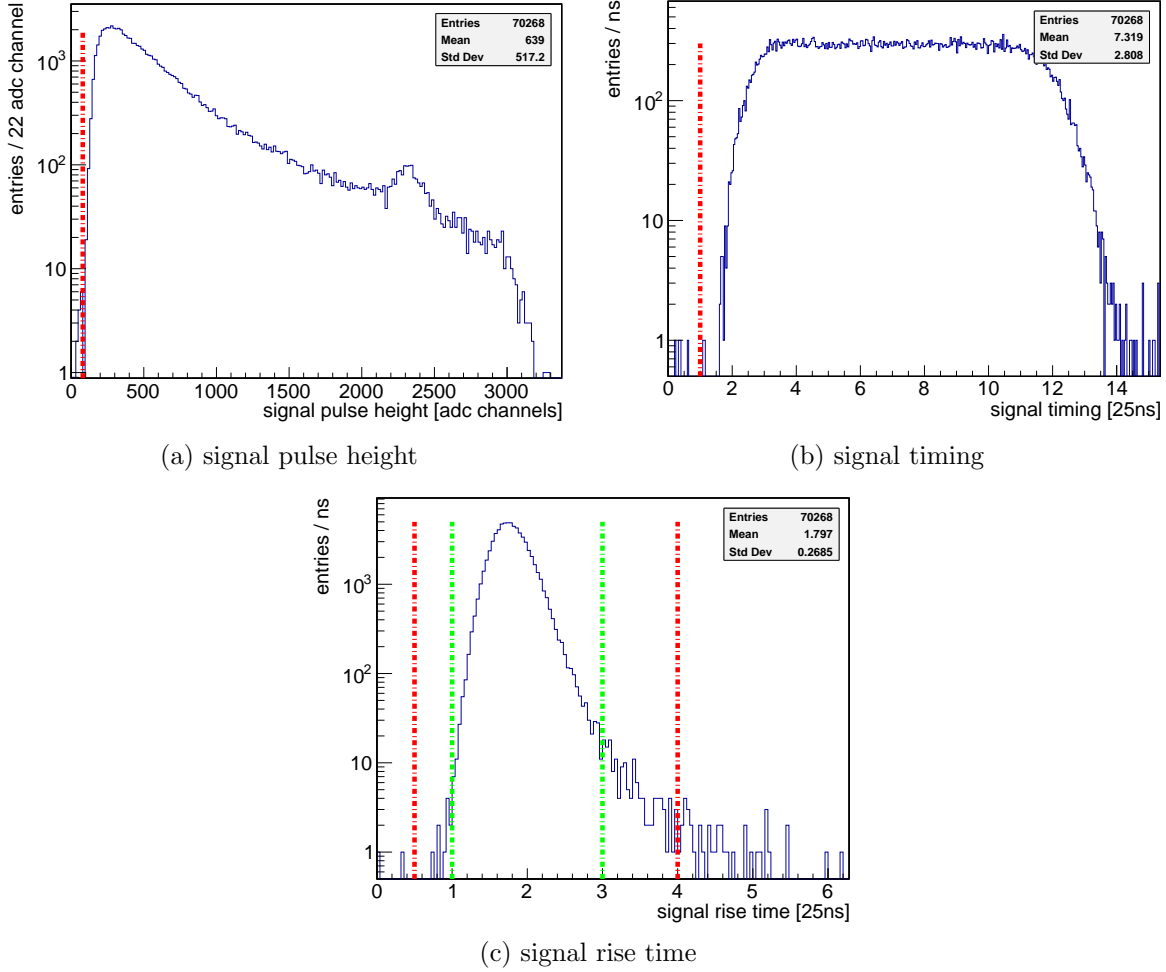 entries / 22 adc channel
10³
10²
10
1
Entries 70268
Mean 639
Std Dev 517.2
0 500 1000 1500 2000 2500 3000
signal pulse height [adc channels]
(a) signal pulse height
entries / ns
10²
10
1
Entries 70268
Mean 7.319
Std Dev 2.808
0 2 4 6 8 10 12 14
signal timing [25ns]
(b) signal timing
entries / ns
10³
10²
10
1
Entries 70268
Mean 1.797
Std Dev 0.2685
0 1 2 3 4 5 6
signal rise time [25ns]
(c) signal rise time